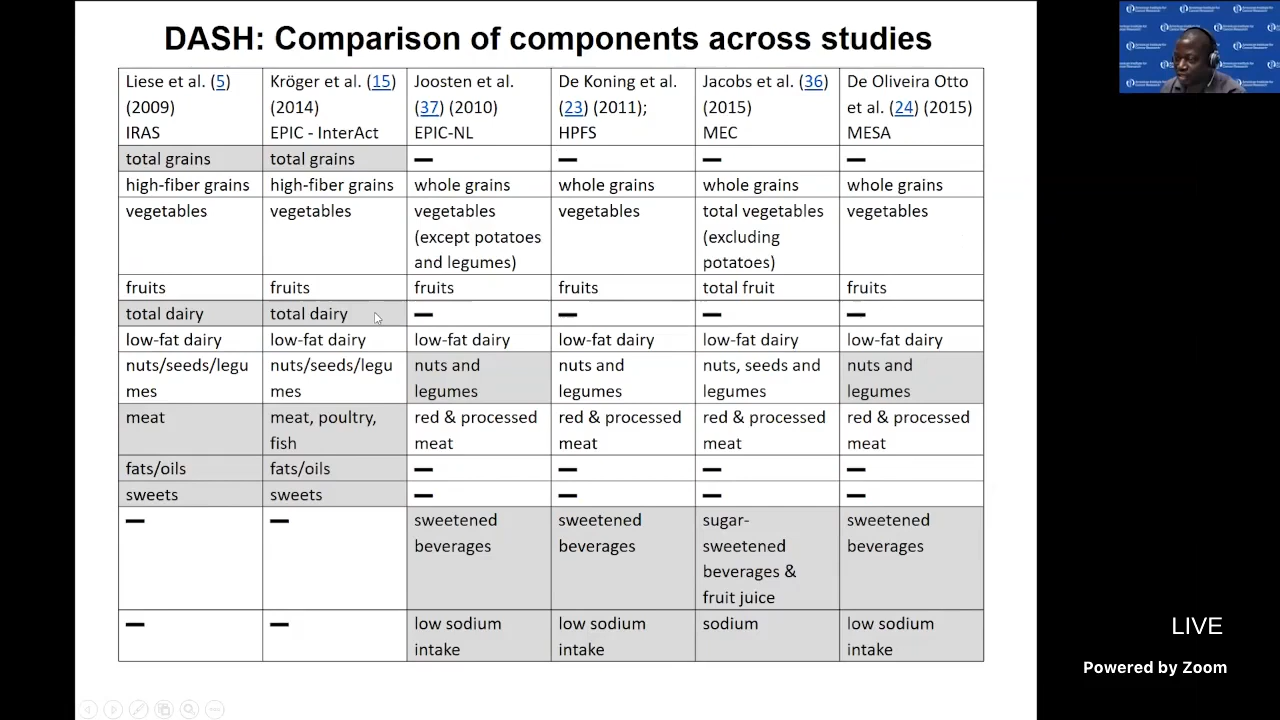 DASH: Comparison of components across studies
Liese et al. (5) (2009) IRAS
Kröger et al. (15) (2014) EPIC - InterAct
Josten et al. (37) (2010) EPIC-NL
De Koning et al. (23) (2011); HPFS
Jacobs et al. (36) (2015) MEC
De Oliveira Otto et al. (24) (2015) MESA
total grains
total grains
—
—
—
—
high-fiber grains
high-fiber grains
whole grains
whole grains
whole grains
whole grains
vegetables
vegetables
vegetables (except potatoes and legumes)
vegetables
total vegetables (excluding potatoes)
vegetables
fruits
fruits
fruits
fruits
total fruit
fruits
total dairy
total dairy
—
—
—
—
low-fat dairy
low-fat dairy
low-fat dairy
low-fat dairy
low-fat dairy
low-fat dairy
nuts/seeds/legu
mes
nuts/seeds/legu
mes
nuts and legumes
nuts and legumes
nuts, seeds and legumes
nuts and legumes
meat
meat, poultry, fish
red & processed meat
red & processed meat
red & processed meat
red & processed meat
fats/oils
fats/oils
—
—
—
—
sweets
sweets
—
—
—
—
—
—
sweetened beverages
sweetened beverages
sugar-
sweetened beverages & fruit juice
sweetened beverages
—
—
low sodium intake
low sodium intake
sodium
low sodium intake
LIVE
Powered by Zoom